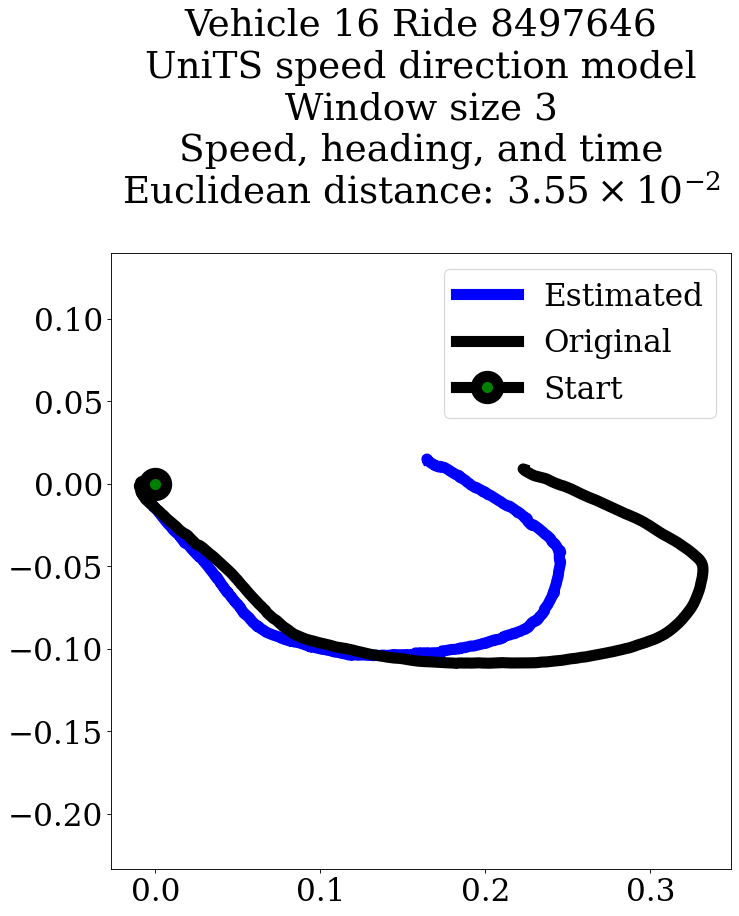 Vehicle 16 Ride 8497646
UniTS speed direction model
Window size 3
Speed, heading, and time
Euclidean distance: 3.55 × 10⁻²
Estimated
Original
Start
0.10
0.05
0.00
−0.05
−0.10
−0.15
−0.20
0.0 0.1 0.2 0.3